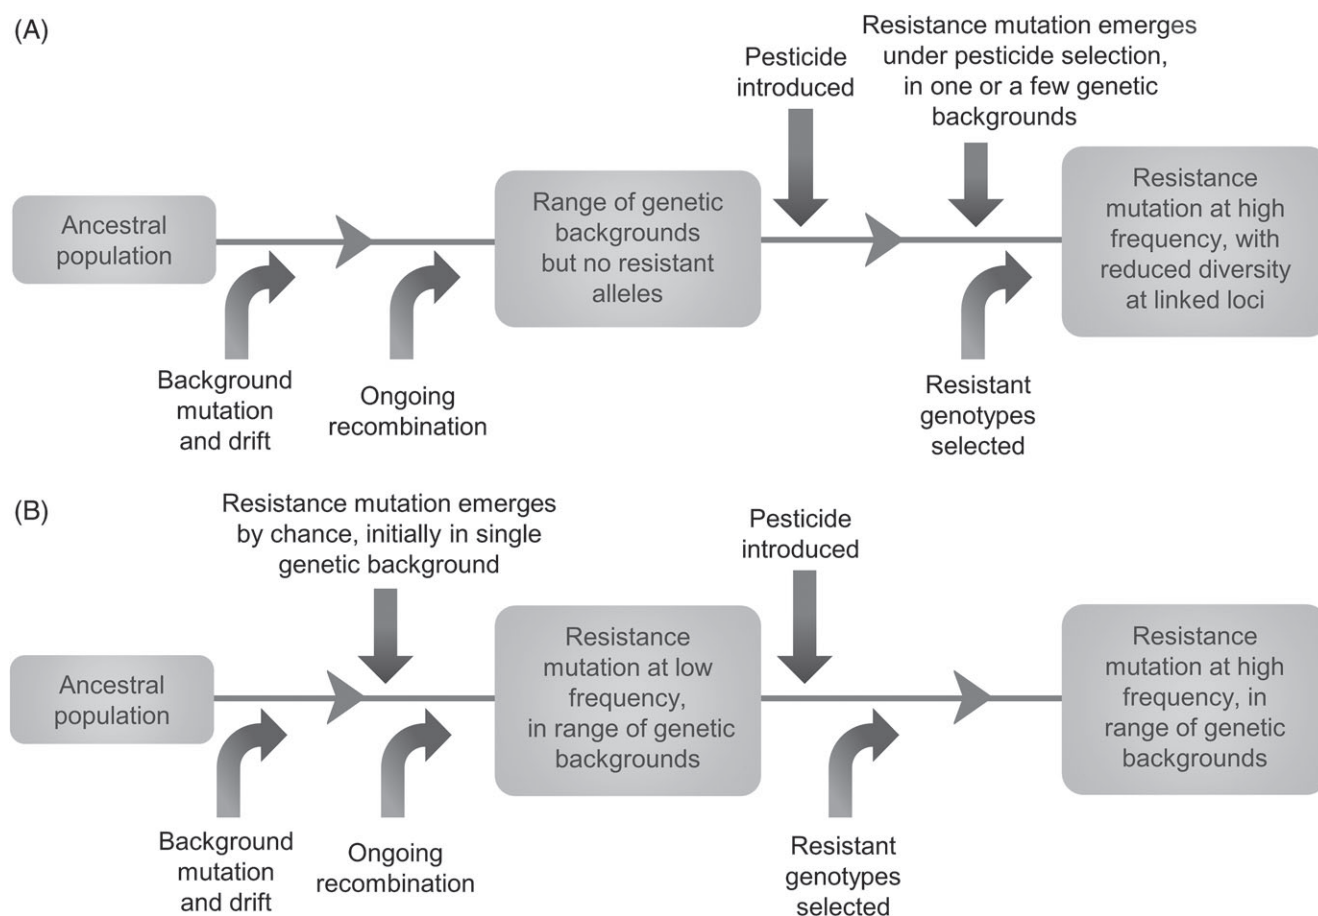 (A)
Ancestral
population
Background
mutation
and drift
Ongoing
recombination
Range of genetic
backgrounds
but no resistant
alleles
Pesticide
introduced
Resistance mutation emerges
under pesticide selection,
in one or a few genetic
backgrounds
Resistant
genotypes
selected
Resistance
mutation at high
frequency, with
reduced diversity
at linked loci
(B)
Ancestral
population
Background
mutation
and drift
Resistance mutation emerges
by chance, initially in single
genetic background
Ongoing
recombination
Resistance
mutation at low
frequency,
in range of genetic
backgrounds
Pesticide
introduced
Resistant
genotypes
selected
Resistance
mutation at high
frequency, in
range of genetic
backgrounds